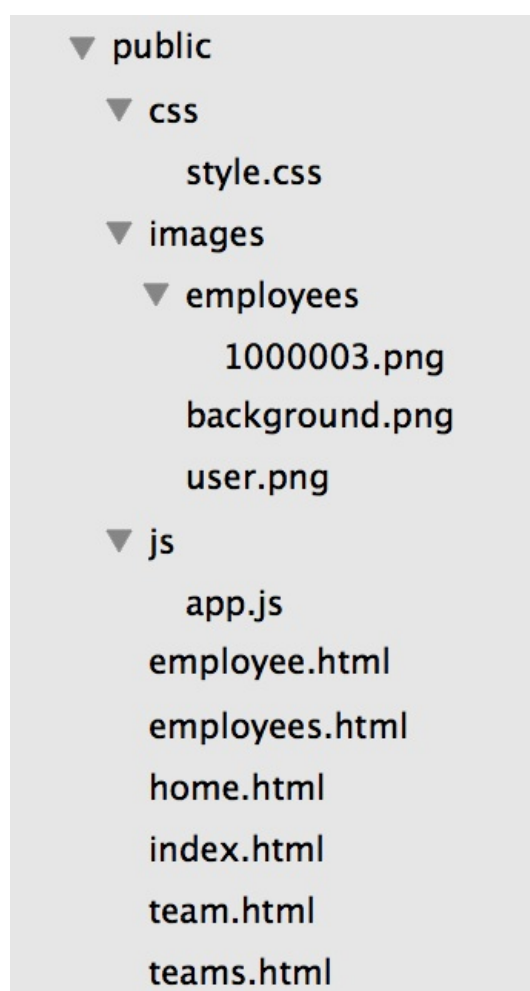 public
css
style.css
images
employees
1000003.png
background.png
user.png
js
app.js
employee.html
employees.html
home.html
index.html
team.html
teams.html